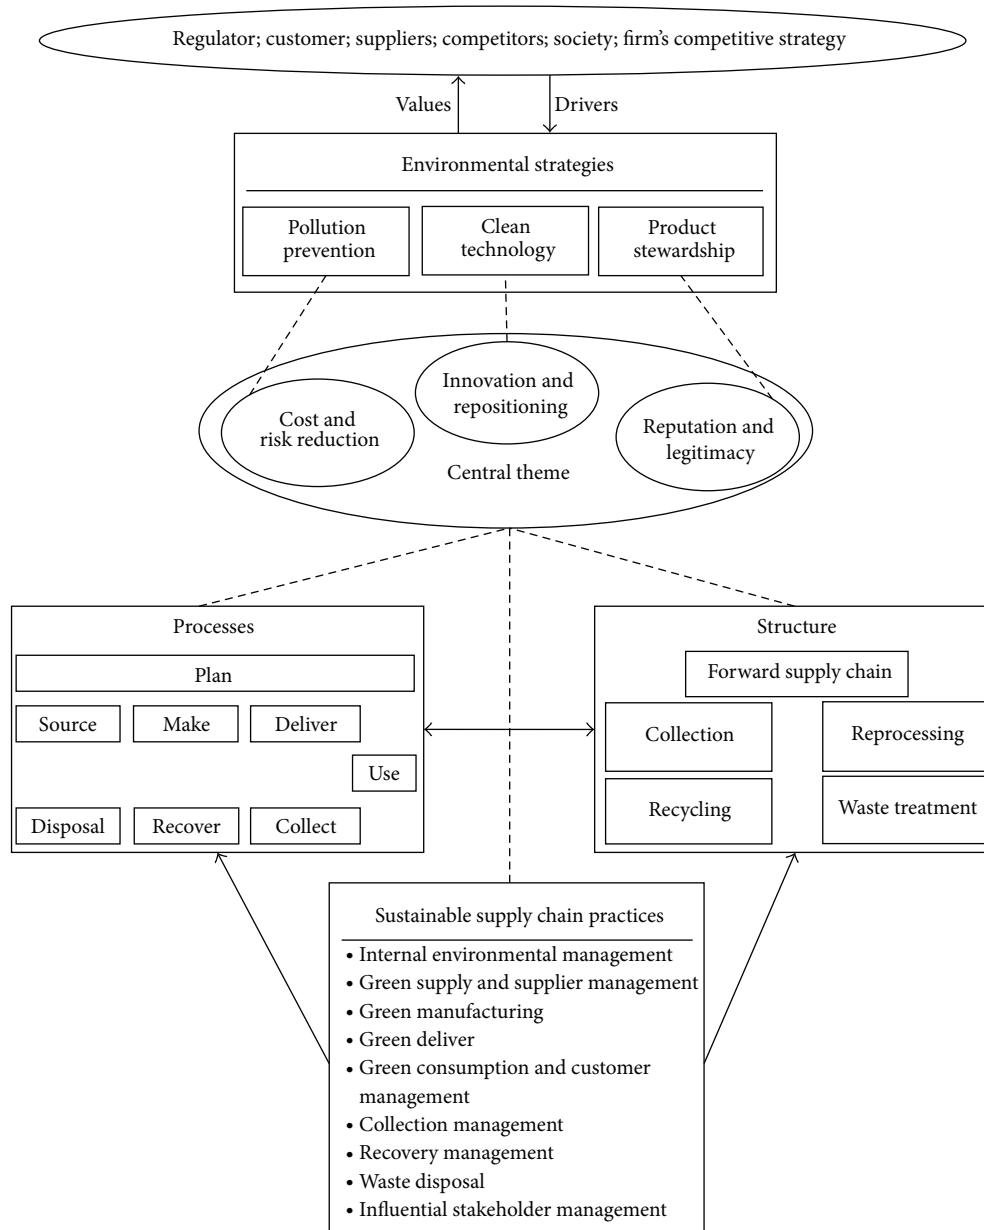 Regulator; customer; suppliers; competitors; society; firm's competitive strategy
Values
Drivers
Environmental strategies
Pollution
prevention
Clean
technology
Product
stewardship
Innovation and
repositioning
Cost and
risk reduction
Reputation and
legitimacy
Central theme
Processes
Plan
Source
Make
Deliver
Use
Disposal
Recover
Collect
Structure
Forward supply chain
Collection
Reprocessing
Recycling
Waste treatment
Sustainable supply chain practices
• Internal environmental management
• Green supply and supplier management
• Green manufacturing
• Green deliver
• Green consumption and customer
management
• Collection management
• Recovery management
• Waste disposal
• Influential stakeholder management